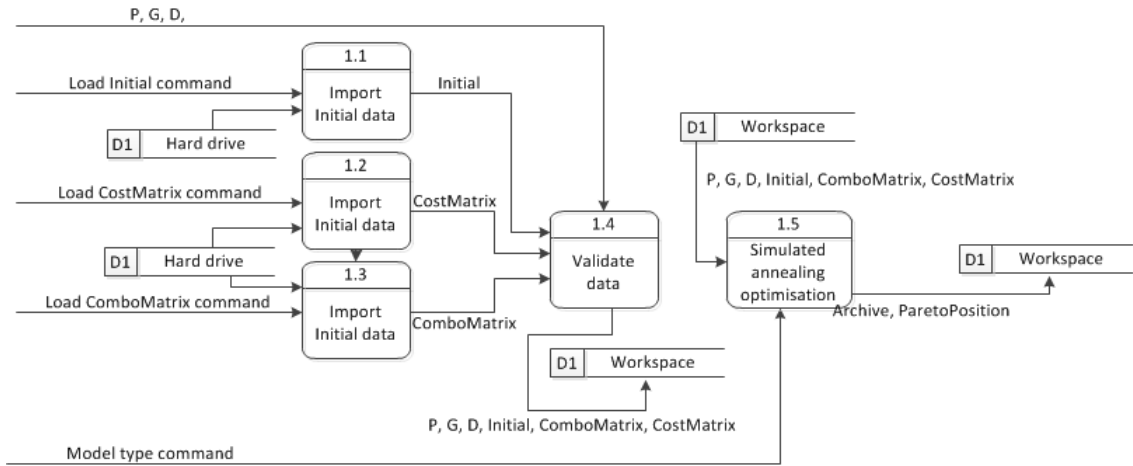 P, G, D,
1.1
Import
Initial data
Load Initial command
Initial
D1 Hard drive
1.2
Import
Initial data
Load CostMatrix command
CostMatrix
D1 Hard drive
1.3
Import
Initial data
Load ComboMatrix command
ComboMatrix
1.4
Validate
data
D1 Workspace
P, G, D, Initial, ComboMatrix, CostMatrix
D1 Workspace
P, G, D, Initial, ComboMatrix, CostMatrix
1.5
Simulated
annealing
optimisation
D1 Workspace
Archive, ParetoPosition
Model type command